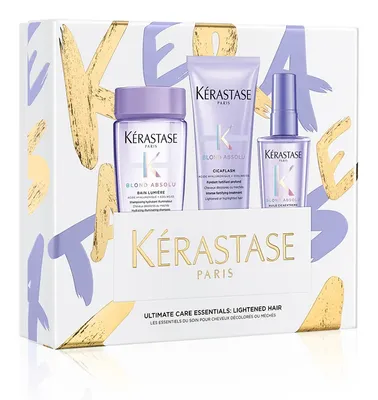 KÉRASTASE
PARIS
K
BLOND ABSOLU
BAIN LUMIÈRE
KÉRASTASE
PARIS
K
BLOND ABSOLU
CICAFLASH
KÉRASTASE
PARIS
K
BLOND ABSOLU
KÉRASTASE
PARIS
ULTIMATE CARE ESSENTIALS: LIGHTENED HAIR
LES ESSENTIELS DU SOIN POUR CHEVEUX DÉCOLORÉS OU MÉCHÉS